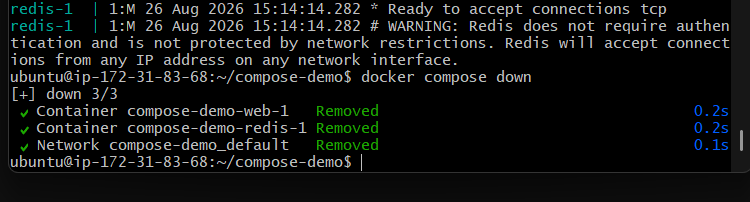 redis-1  | 1:M 26 Aug 2026 15:14:14.282 * Ready to accept connections tcp
redis-1  | 1:M 26 Aug 2026 15:14:14.282 # WARNING: Redis does not require authen
tication and is not protected by network restrictions. Redis will accept connect
ions from any IP address on any network interface.
ubuntu@ip-172-31-83-68:~/compose-demo$ docker compose down
[+] down 3/3
 ✔ Container compose-demo-web-1   Removed 0.2s
 ✔ Container compose-demo-redis-1 Removed 0.2s
 ✔ Network compose-demo_default   Removed 0.1s
ubuntu@ip-172-31-83-68:~/compose-demo$